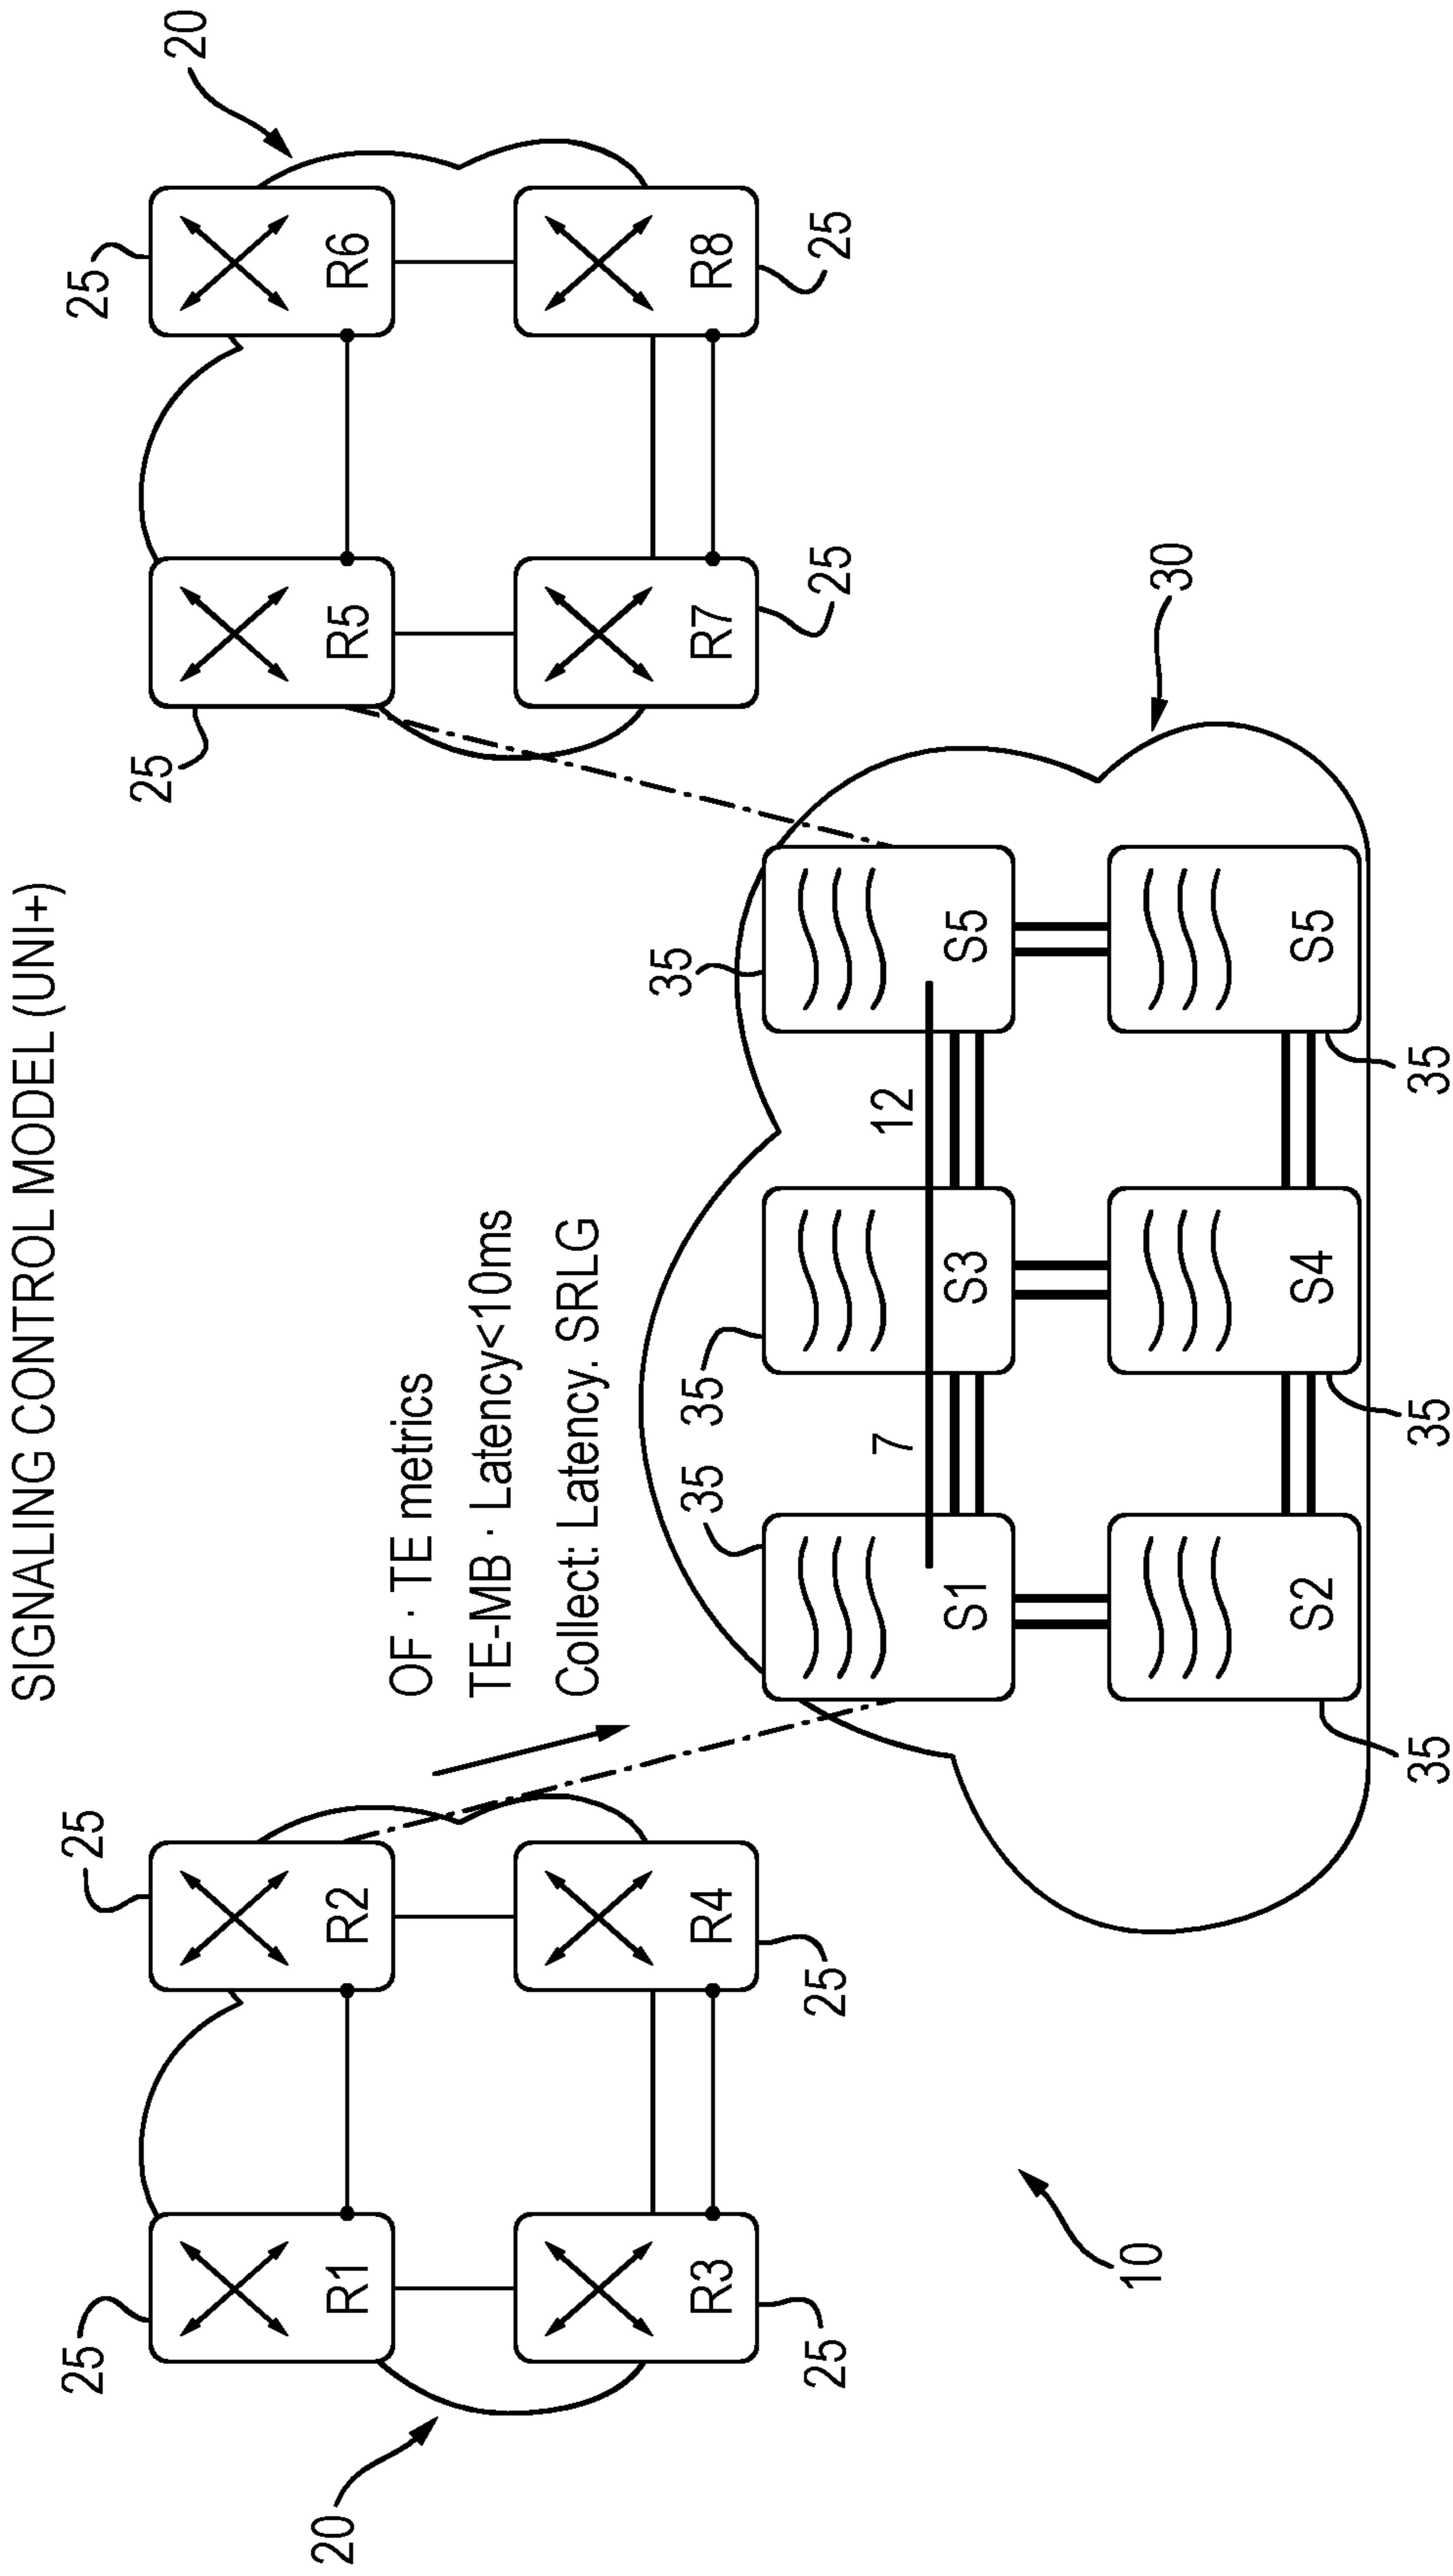 SIGNALING CONTROL MODEL (UNI+)
20
25
25
R1
R2
25
R3
R4
25
25
OF · TE metrics
TE-MB · Latency<10ms
Collect: Latency. SRLG
20
25
25
R5
R6
R7
R8
25
25
30
35
35
35
7
12
S1
S3
S5
S2
S4
S5
35
35
35
10